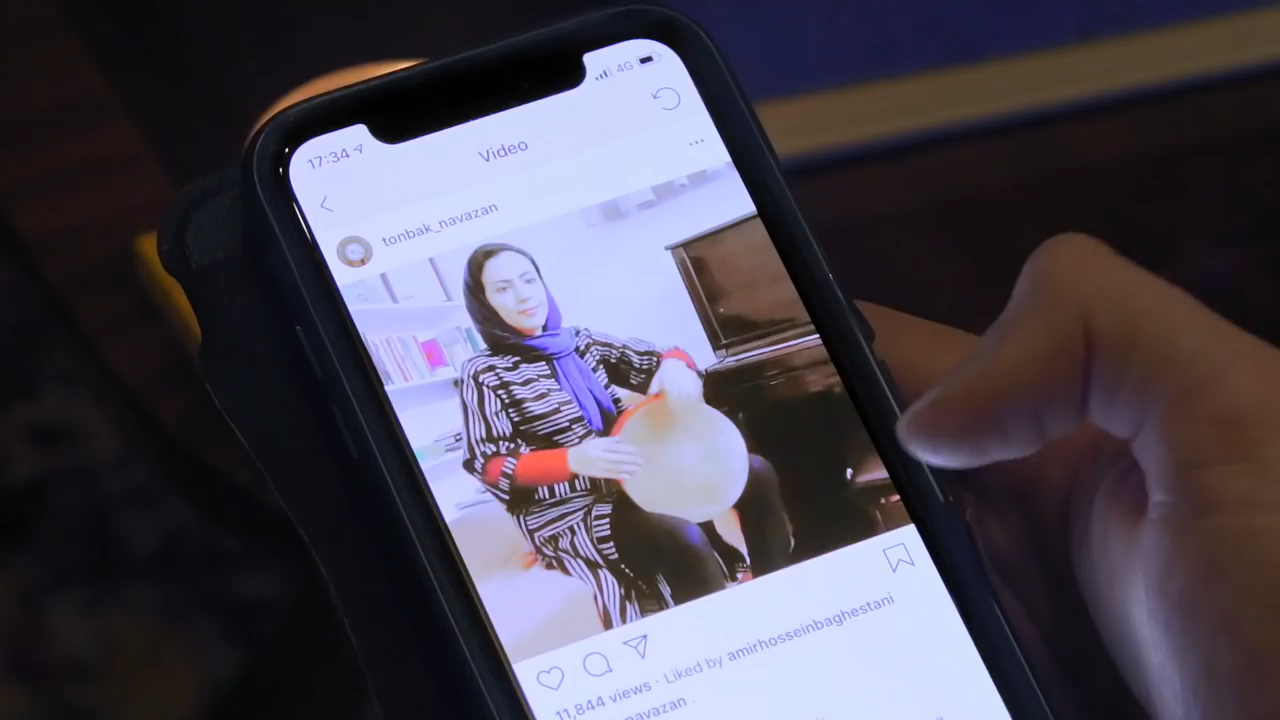 17:34
4G
Video
tonbak_navazan
11,844 views · Liked by amirhosseinbaghestani
navazan .